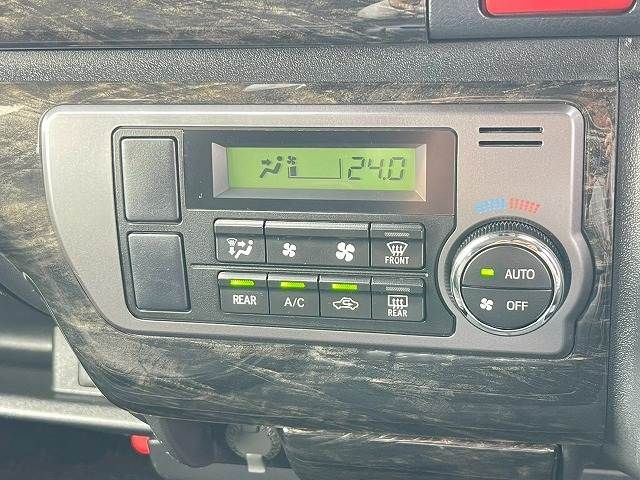 24.0
FRONT
AUTO
REAR A/C
REAR
OFF